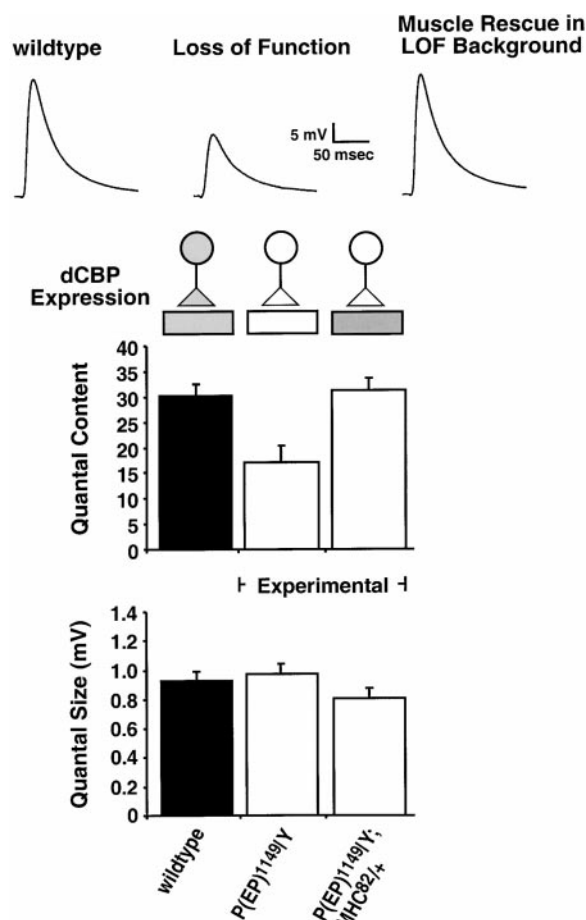 wildtype
Loss of Function
Muscle Rescue in
LOF Background
5 mV
50 msec
dCBP
Expression
Quantal Content
40
35
30
25
20
15
10
5
0
Experimental
Quantal Size (mV)
1.4
1.2
1.0
0.8
0.6
0.4
0.2
0
wildtype
P(EP)1149/Y
P(EP)1149/Y;
MHC82/+